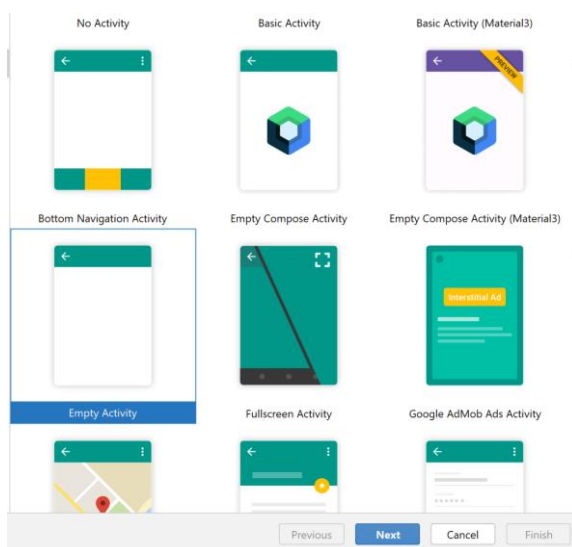 No Activity
Basic Activity
Basic Activity (Material3)
PREVIEW
Bottom Navigation Activity
Empty Compose Activity
Empty Compose Activity (Material3)
Interstitial Ad
Empty Activity
Fullscreen Activity
Google AdMob Ads Activity
Previous
Next
Cancel
Finish